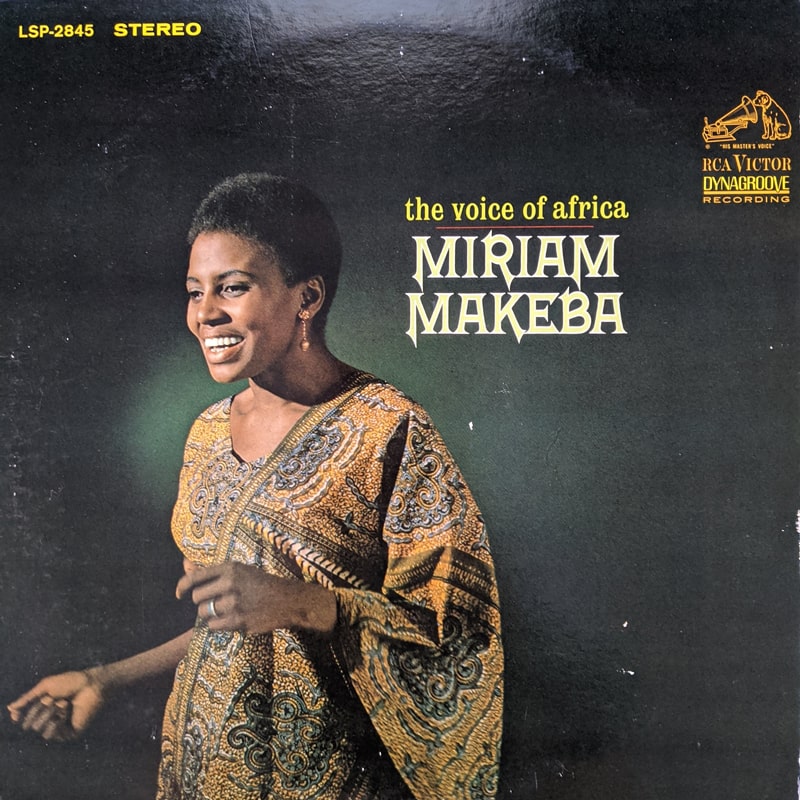 LSP-2845 STEREO
"HIS MASTER'S VOICE"
RCA VICTOR
DYNAGROOVE
RECORDING
the voice of africa
MIRIAM
MAKEBA